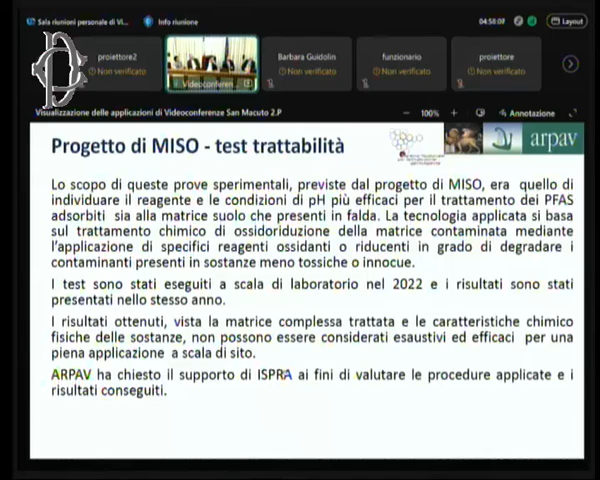 Sala riunioni personale di Vi...
Info riunione
04:58:09
Layout
proiettore2
Non verificato
Videoconferen
Barbara Guidolin
Non verificato
funzionario
Non verificato
proiettore
Non verificato
Visualizzazione delle applicazioni di Videoconferenze San Macuto 2.P
100%
Annotazione
Progetto di MISO - test trattabilità
arpav
Lo scopo di queste prove sperimentali, previste dal progetto di MISO, era quello di
individuare il reagente e le condizioni di pH più efficaci per il trattamento dei PFAS
adsorbiti sia alla matrice suolo che presenti in falda. La tecnologia applicata si basa
sul trattamento chimico di ossidoriduzione della matrice contaminata mediante
l'applicazione di specifici reagenti ossidanti o riducenti in grado di degradare i
contaminanti presenti in sostanze meno tossiche o innocue.
I test sono stati eseguiti a scala di laboratorio nel 2022 e i risultati sono stati
presentati nello stesso anno.
I risultati ottenuti, vista la matrice complessa trattata e le caratteristiche chimico
fisiche delle sostanze, non possono essere considerati esaustivi ed efficaci per una
piena applicazione a scala di sito.
ARPAV ha chiesto il supporto di ISPRA ai fini di valutare le procedure applicate e i
risultati conseguiti.